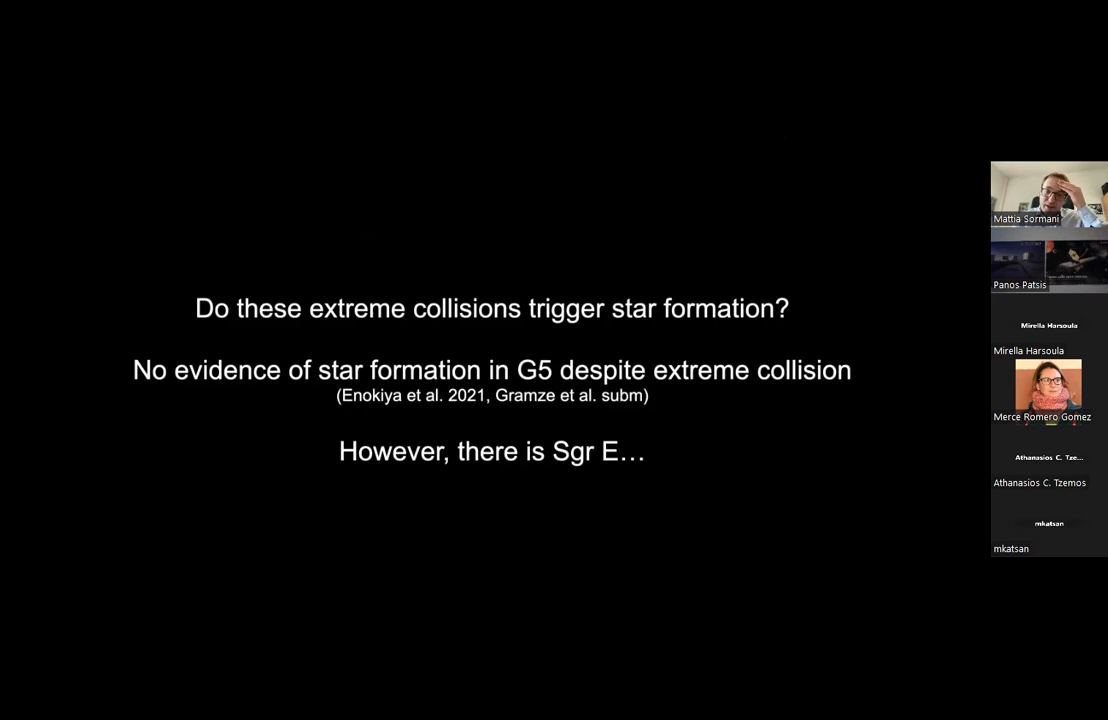 Do these extreme collisions trigger star formation?
No evidence of star formation in G5 despite extreme collision
(Enokiya et al. 2021, Gramze et al. subm)
However, there is Sgr E…
Mattia Sormani
Panos Patsis
Mirella Harsoula
Mirella Harsoula
Merce Romero Gomez
Athanasios C. Tze...
Athanasios C. Tzemos
mkatsan
mkatsan